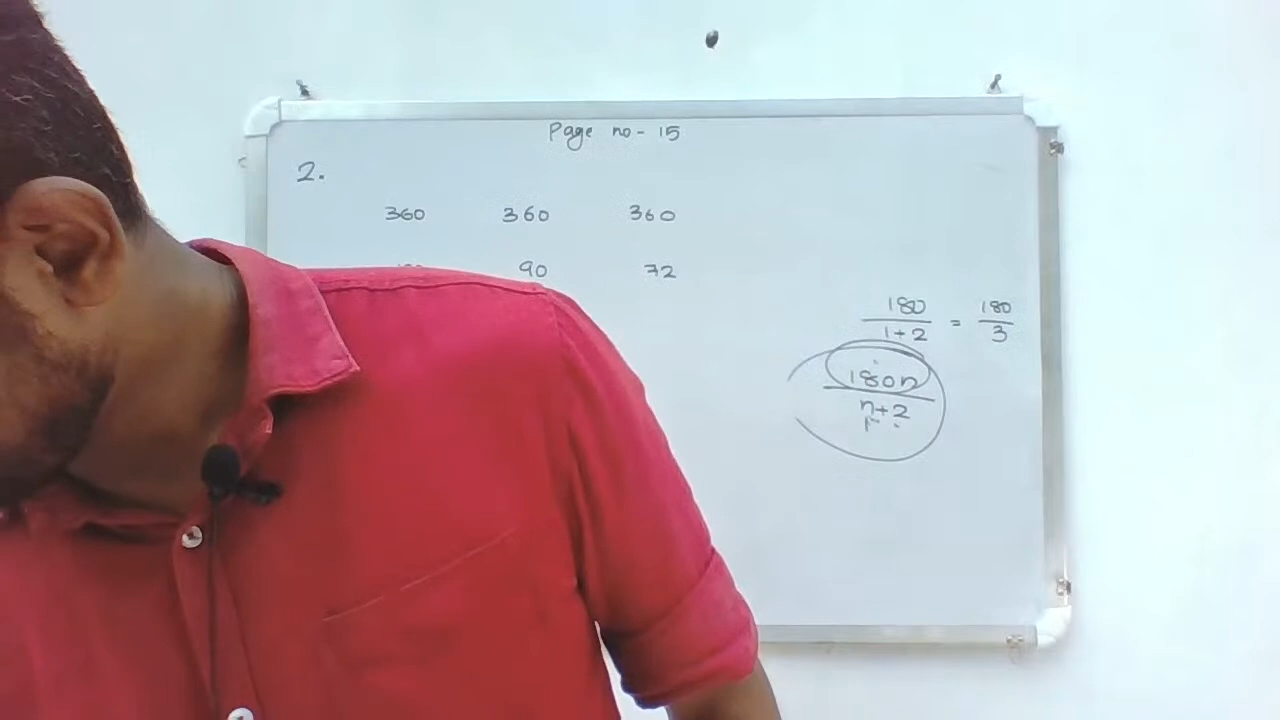 Page no - 15
2.
360 360 360
90 72
180/1+2 = 180/3
180n/n+2